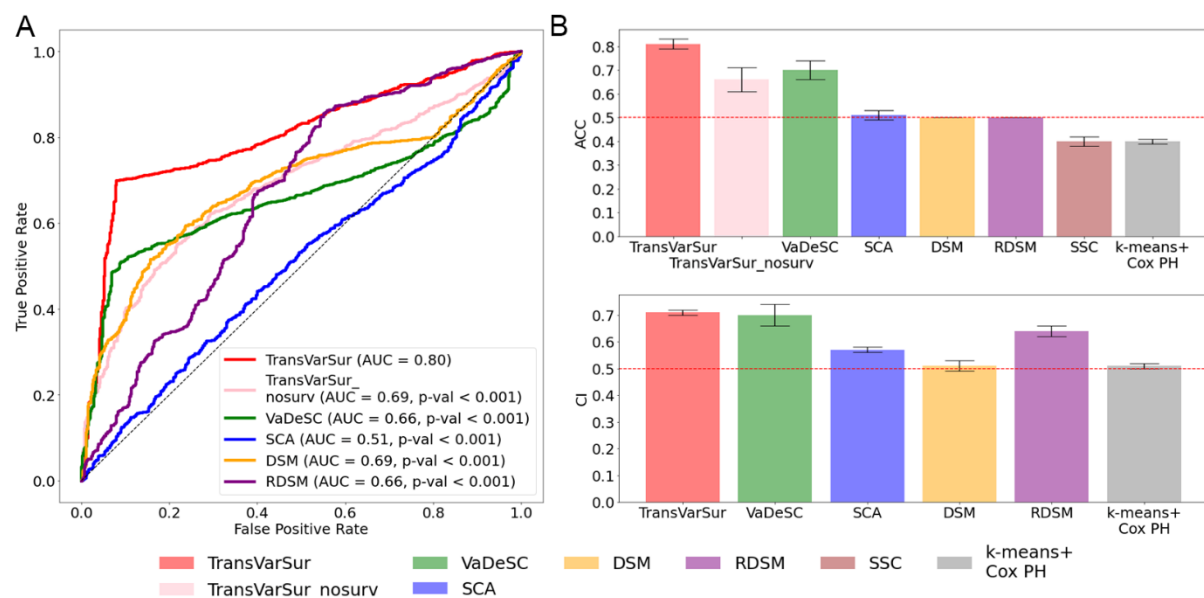 A
1.0
0.8
0.6
0.4
0.2
0.0
True Positive Rate
TransVarSur (AUC = 0.80)
TransVarSur_
nosurv (AUC = 0.69, p-val < 0.001)
VaDeSC (AUC = 0.66, p-val < 0.001)
SCA (AUC = 0.51, p-val < 0.001)
DSM (AUC = 0.69, p-val < 0.001)
RDSM (AUC = 0.66, p-val < 0.001)
0.0 0.2 0.4 0.6 0.8 1.0
False Positive Rate
B
0.8
0.7
0.6
0.5
0.4
0.3
0.2
0.1
0.0
ACC
TransVarSur VaDeSC SCA DSM RDSM SSC k-means+
TransVarSur_nosurv Cox PH
0.7
0.6
0.5
0.4
0.3
0.2
0.1
0.0
CI
TransVarSur VaDeSC SCA DSM RDSM k-means+
Cox PH
TransVarSur VaDeSC DSM RDSM SSC k-means+
Cox PH
TransVarSur_nosurv SCA